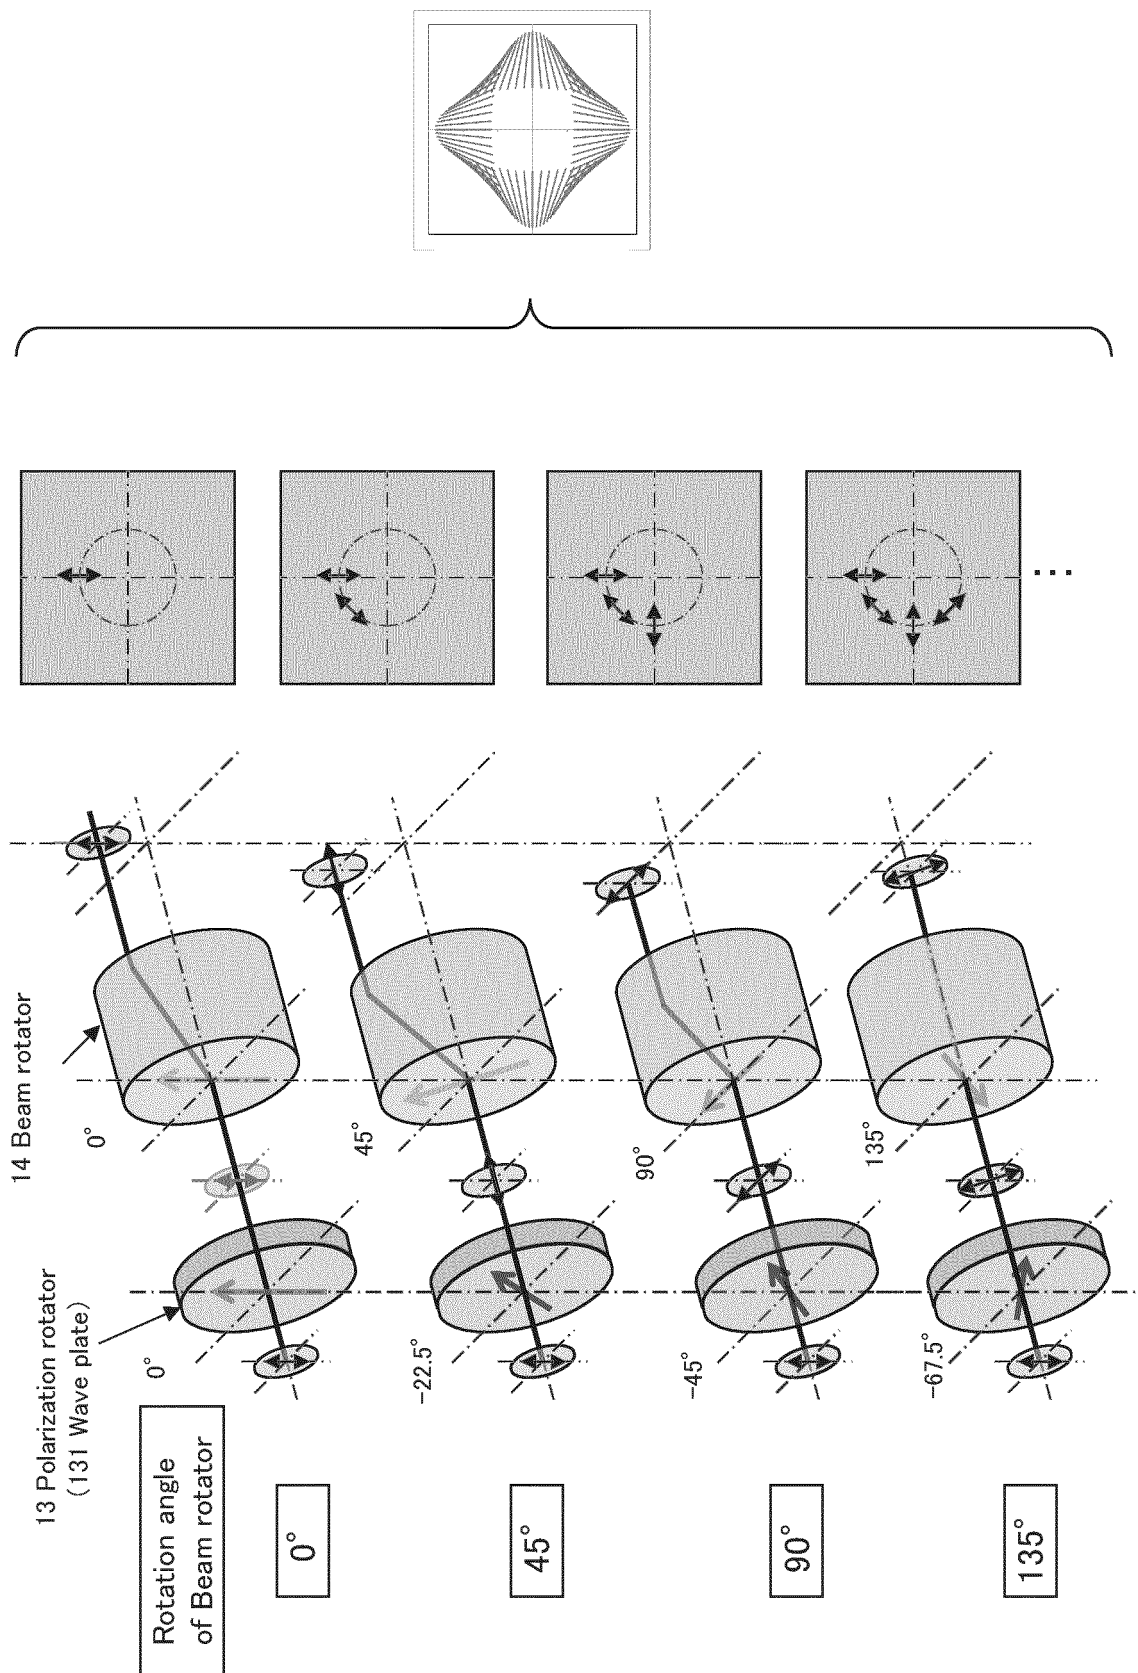 13 Polarization rotator
(131 Wave plate)
14 Beam rotator
Rotation angle
of Beam rotator
0°
0°
0°
45°
-22.5°
45°
90°
-45°
90°
135°
-67.5°
135°
...